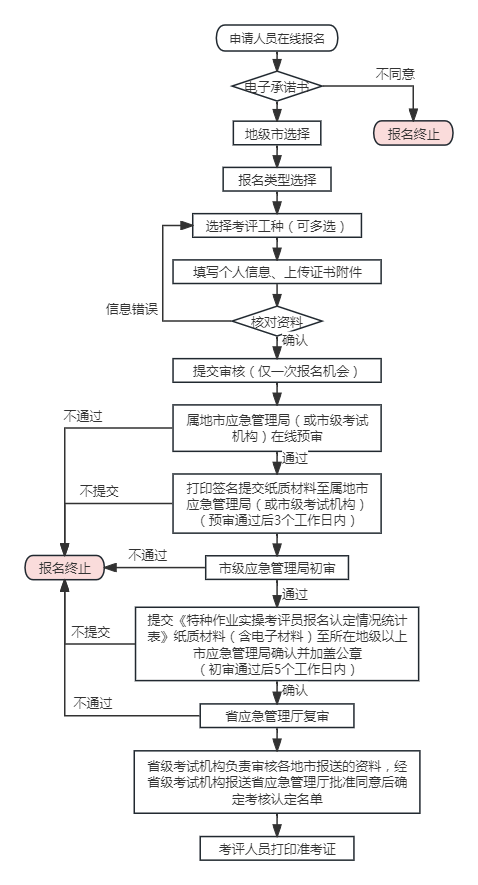 申请人员在线报名
不同意
电子承诺书
地级市选择
报名终止
报名类型选择
选择考评工种（可多选）
填写个人信息、上传证书附件
信息错误
核对资料
确认
提交审核（仅一次报名机会）
不通过
属地市应急管理局（或市级考试
机构）在线预审
通过
不提交
打印签名提交纸质材料至属地市
应急管理局（或市级考试机构）
（预审通过后3个工作日内）
不通过
报名终止
市级应急管理局初审
通过
提交《特种作业实操考评员报名认定情况统计
表》纸质材料（含电子材料）至所在地级以上
市应急管理局确认并加盖公章
（初审通过后5个工作日内）
不提交
确认
不通过
省应急管理厅复审
省级考试机构负责审核各地市报送的资料，经
省级考试机构报送省应急管理厅批准同意后确
定考核认定名单
考评人员打印准考证